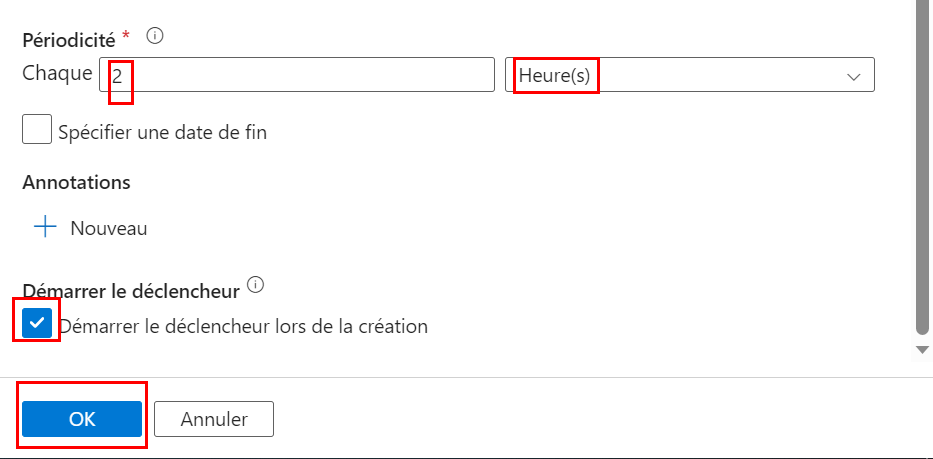 Périodicité *
Chaque 2 Heure(s)
Spécifier une date de fin
Annotations
Nouveau
Démarrer le déclencheur
Démarrer le déclencheur lors de la création
OK Annuler